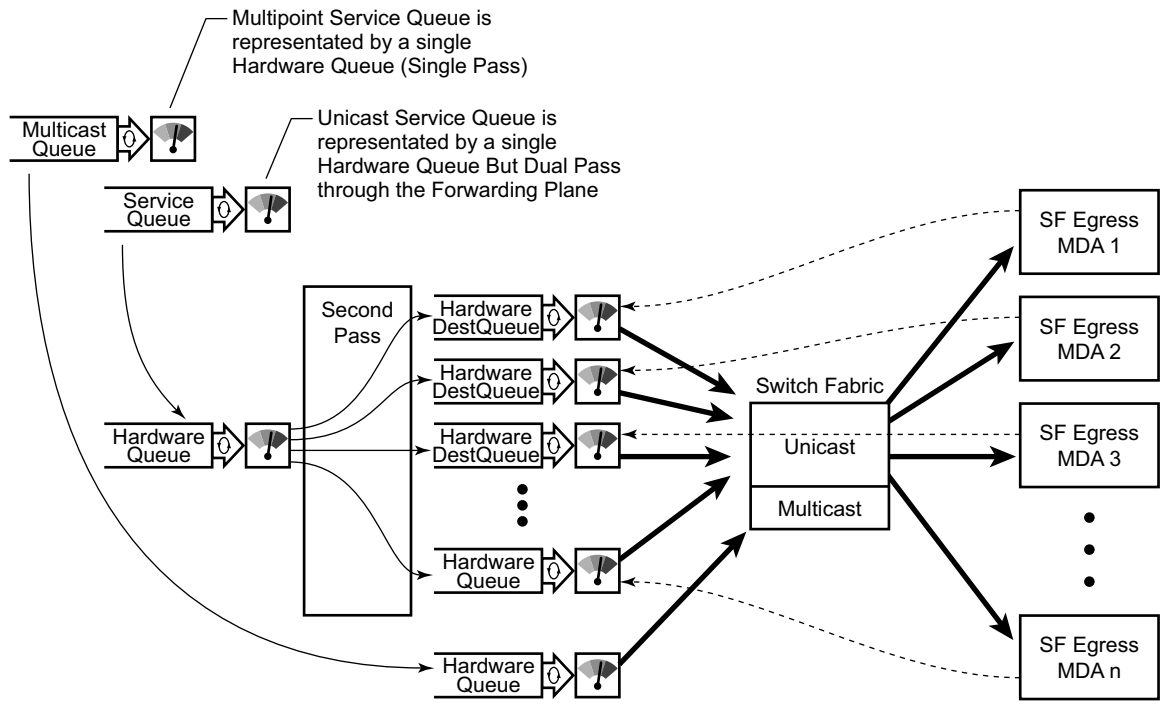 Multipoint Service Queue is
representated by a single
Hardware Queue (Single Pass)
Unicast Service Queue is
representated by a single
Hardware Queue But Dual Pass
through the Forwarding Plane
Multicast
Queue
Service
Queue
Hardware
Queue
Second
Pass
Hardware
DestQueue
Hardware
DestQueue
Hardware
DestQueue
Hardware
Queue
Hardware
Queue
Switch Fabric
Unicast
Multicast
SF Egress
MDA 1
SF Egress
MDA 2
SF Egress
MDA 3
SF Egress
MDA n